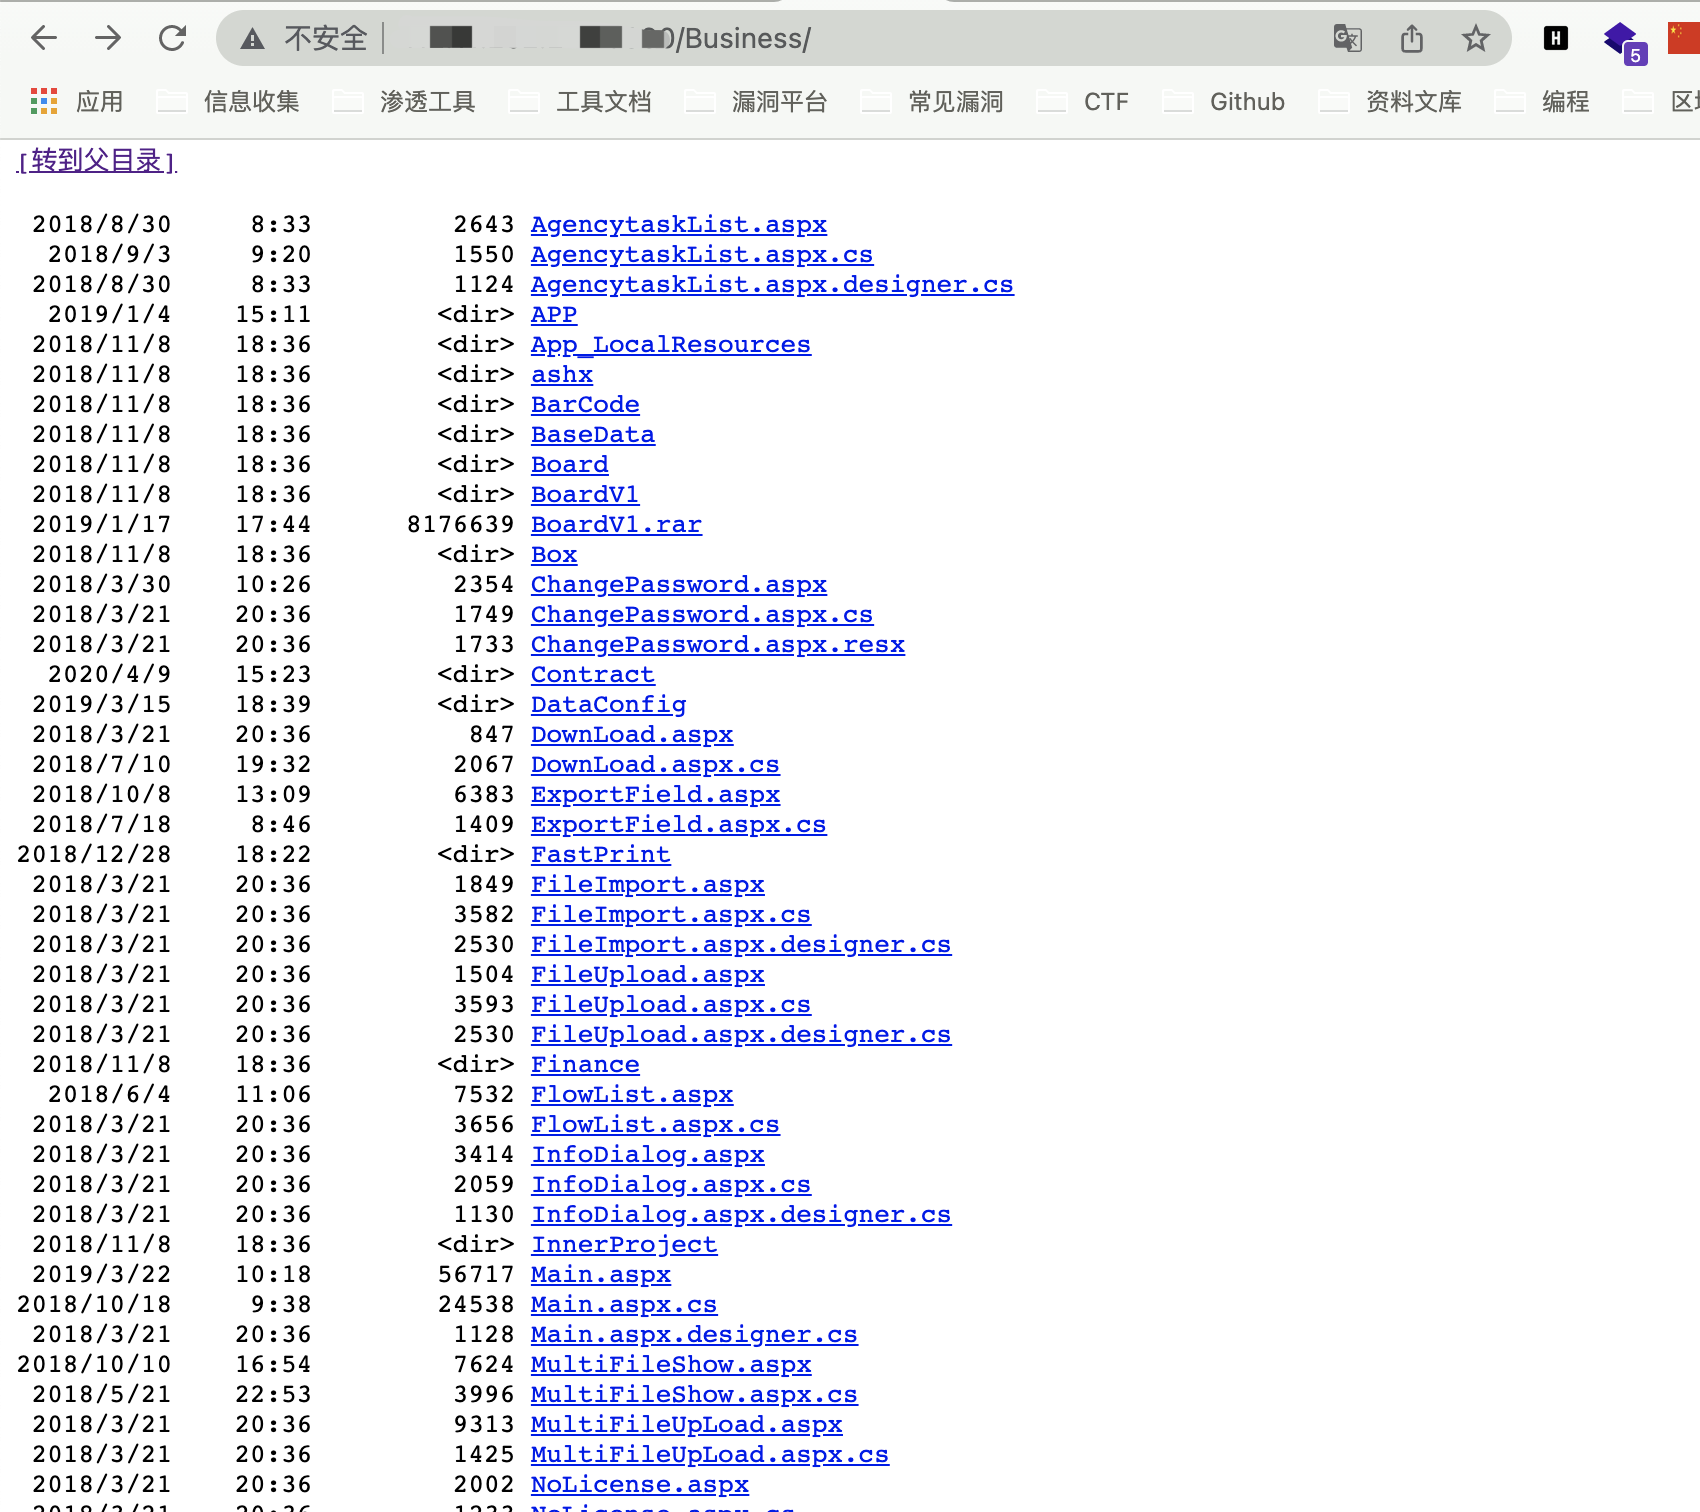 不安全 0/Business/
H 5
应用 信息收集 渗透工具 工具文档 漏洞平台 常见漏洞 CTF Github 资料文库 编程
[转到父目录]
2018/8/30 8:33 2643 AgencytaskList.aspx
2018/9/3 9:20 1550 AgencytaskList.aspx.cs
2018/8/30 8:33 1124 AgencytaskList.aspx.designer.cs
2019/1/4 15:11 <dir> APP
2018/11/8 18:36 <dir> App_LocalResources
2018/11/8 18:36 <dir> ashx
2018/11/8 18:36 <dir> BarCode
2018/11/8 18:36 <dir> BaseData
2018/11/8 18:36 <dir> Board
2018/11/8 18:36 <dir> BoardV1
2019/1/17 17:44 8176639 BoardV1.rar
2018/11/8 18:36 <dir> Box
2018/3/30 10:26 2354 ChangePassword.aspx
2018/3/21 20:36 1749 ChangePassword.aspx.cs
2018/3/21 20:36 1733 ChangePassword.aspx.resx
2020/4/9 15:23 <dir> Contract
2019/3/15 18:39 <dir> DataConfig
2018/3/21 20:36 847 DownLoad.aspx
2018/7/10 19:32 2067 DownLoad.aspx.cs
2018/10/8 13:09 6383 ExportField.aspx
2018/7/18 8:46 1409 ExportField.aspx.cs
2018/12/28 18:22 <dir> FastPrint
2018/3/21 20:36 1849 FileImport.aspx
2018/3/21 20:36 3582 FileImport.aspx.cs
2018/3/21 20:36 2530 FileImport.aspx.designer.cs
2018/3/21 20:36 1504 FileUpload.aspx
2018/3/21 20:36 3593 FileUpload.aspx.cs
2018/3/21 20:36 2530 FileUpload.aspx.designer.cs
2018/11/8 18:36 <dir> Finance
2018/6/4 11:06 7532 FlowList.aspx
2018/3/21 20:36 3656 FlowList.aspx.cs
2018/3/21 20:36 3414 InfoDialog.aspx
2018/3/21 20:36 2059 InfoDialog.aspx.cs
2018/3/21 20:36 1130 InfoDialog.aspx.designer.cs
2018/11/8 18:36 <dir> InnerProject
2019/3/22 10:18 56717 Main.aspx
2018/10/18 9:38 24538 Main.aspx.cs
2018/3/21 20:36 1128 Main.aspx.designer.cs
2018/10/10 16:54 7624 MultiFileShow.aspx
2018/5/21 22:53 3996 MultiFileShow.aspx.cs
2018/3/21 20:36 9313 MultiFileUpLoad.aspx
2018/3/21 20:36 1425 MultiFileUpLoad.aspx.cs
2018/3/21 20:36 2002 NoLicense.aspx